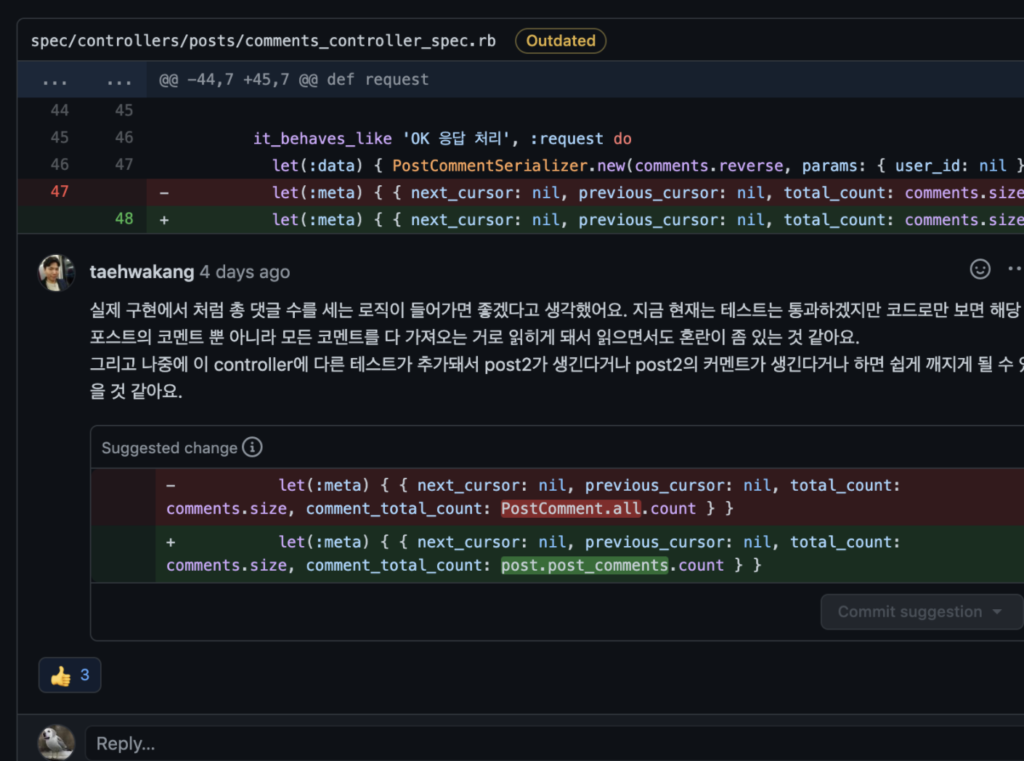 spec/controllers/posts/comments_controller_spec.rb Outdated
... ... @@ -44,7 +45,7 @@ def request
44 45
45 46 it_behaves_like 'OK 응답 처리', :request do
46 47 let(:data) { PostCommentSerializer.new(comments.reverse, params: { user_id: nil }
47 - let(:meta) { { next_cursor: nil, previous_cursor: nil, total_count: comments.size
48 + let(:meta) { { next_cursor: nil, previous_cursor: nil, total_count: comments.size
taehwakang 4 days ago
실제 구현에서 처럼 총 댓글 수를 세는 로직이 들어가면 좋겠다고 생각했어요. 지금 현재는 테스트는 통과하겠지만 코드로만 보면 해당
포스트의 코멘트 뿐 아니라 모든 코멘트를 다 가져오는 거로 읽히게 돼서 읽으면서도 혼란이 좀 있는 것 같아요.
그리고 나중에 이 controller에 다른 테스트가 추가돼서 post2가 생긴다거나 post2의 커멘트가 생긴다거나 하면 쉽게 깨지게 될 수 있
을 것 같아요.
Suggested change
- let(:meta) { { next_cursor: nil, previous_cursor: nil, total_count:
comments.size, comment_total_count: PostComment.all.count } }
+ let(:meta) { { next_cursor: nil, previous_cursor: nil, total_count:
comments.size, comment_total_count: post.post_comments.count } }
Commit suggestion
👍 3
Reply...